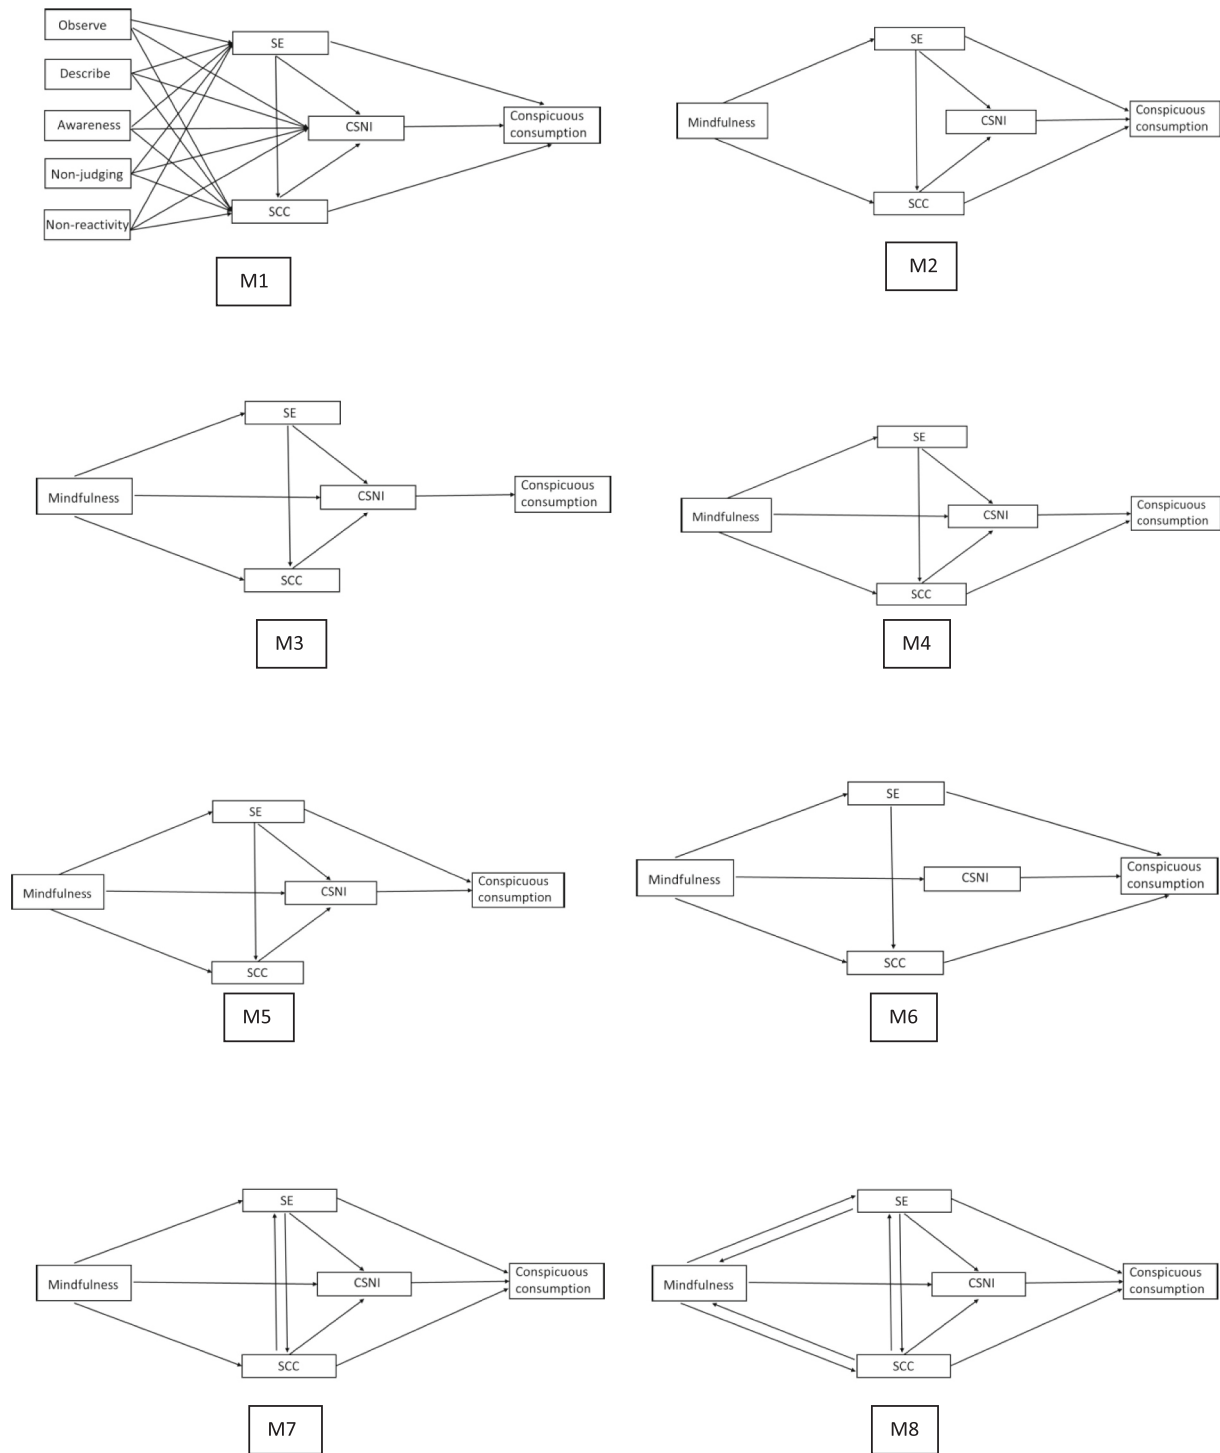 Observe
Describe
Awareness
Non-judging
Non-reactivity
SE
CSNI
SCC
Conspicuous
consumption
M1
Mindfulness
SE
CSNI
SCC
Conspicuous
consumption
M2
Mindfulness
SE
CSNI
SCC
Conspicuous
consumption
M3
Mindfulness
SE
CSNI
SCC
Conspicuous
consumption
M4
Mindfulness
SE
CSNI
SCC
Conspicuous
consumption
M5
Mindfulness
SE
CSNI
SCC
Conspicuous
consumption
M6
Mindfulness
SE
CSNI
SCC
Conspicuous
consumption
M7
Mindfulness
SE
CSNI
SCC
Conspicuous
consumption
M8